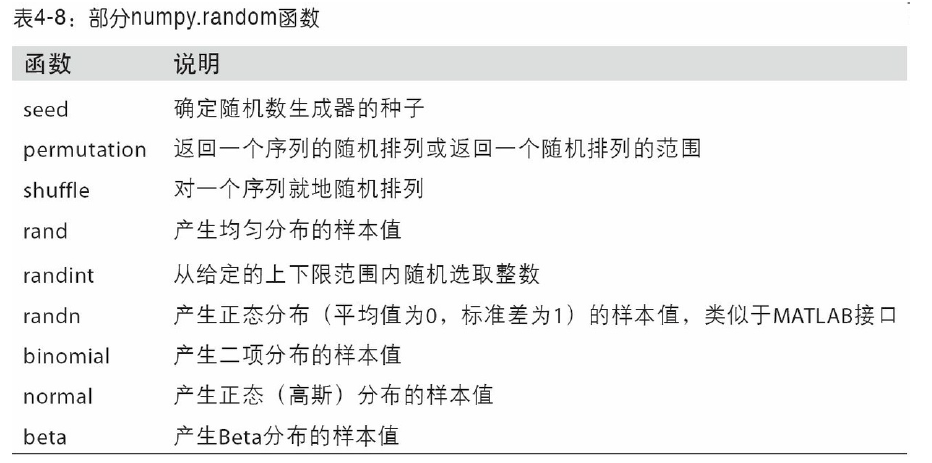 表4-8：部分numpy.random函数
函数 说明
seed 确定随机数生成器的种子
permutation 返回一个序列的随机排列或返回一个随机排列的范围
shuffle 对一个序列就地随机排列
rand 产生均匀分布的样本值
randint 从给定的上下限范围内随机选取整数
randn 产生正态分布（平均值为0，标准差为1）的样本值，类似于MATLAB接口
binomial 产生二项分布的样本值
normal 产生正态（高斯）分布的样本值
beta 产生Beta分布的样本值